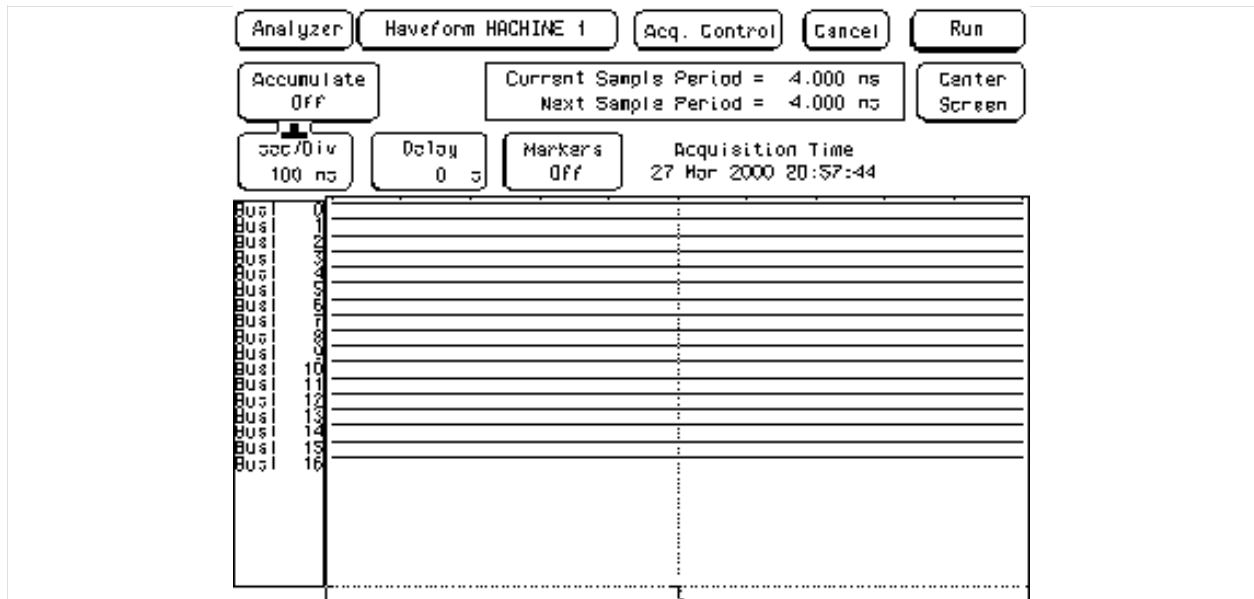 Analyzer Waveform MACHINE 1 Acq. Control Cancel Run
Accumulate
Off
Current Sample Period = 4.000 ns
Next Sample Period = 4.000 ns
Center
Screen
sec/Div
100 ns
Delay
0 s
Markers
Off
Acquisition Time
27 Mar 2000 20:57:44
Bus1 0
Bus1 1
Bus1 2
Bus1 3
Bus1 4
Bus1 5
Bus1 6
Bus1 7
Bus1 8
Bus1 9
Bus1 10
Bus1 11
Bus1 12
Bus1 13
Bus1 14
Bus1 15
Bus1 16